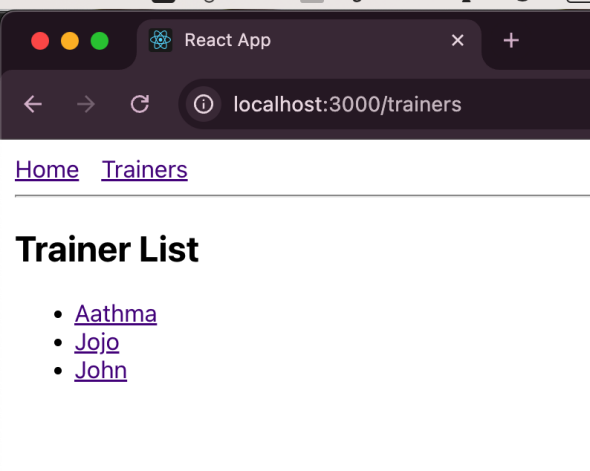 React App
localhost:3000/trainers
Home Trainers
Trainer List
Aathma
Jojo
John